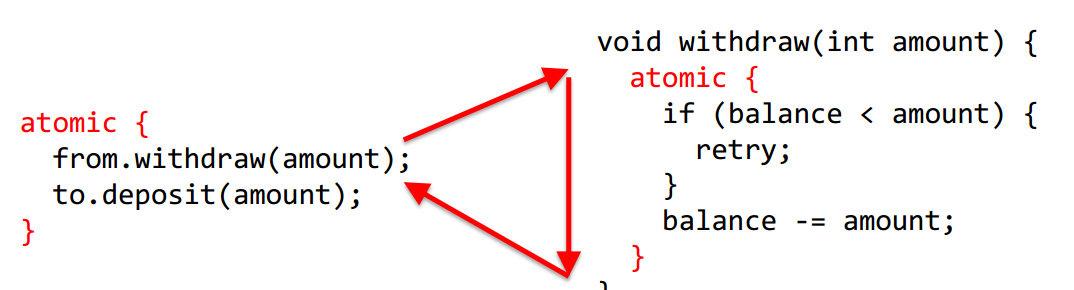 atomic {
from.withdraw(amount);
to.deposit(amount);
}
void withdraw(int amount) {
atomic {
if (balance < amount) {
retry;
}
balance -= amount;
}
}